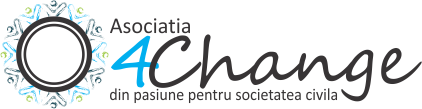 Asociatia
4Change
din pasiune pentru societatea civila